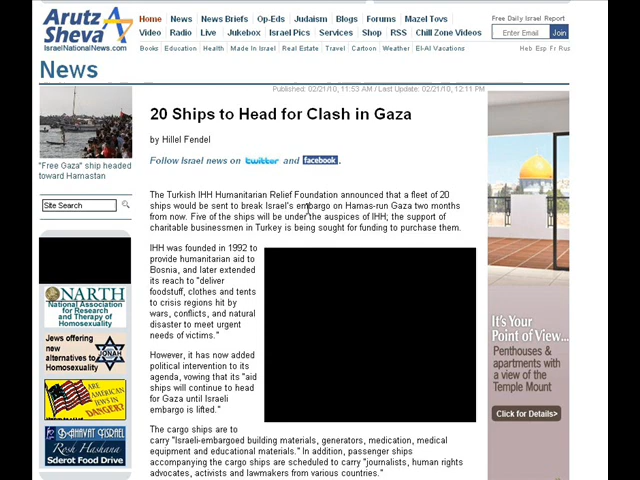 Arutz Sheva
IsraelNationalNews.com
Home News News Briefs Op-Eds Judaism Blogs Forums Mazel Tovs
Video Radio Live Jukebox Israel Pics Services Shop RSS Chill Zone Videos
Books Education Health Made In Israel Real Estate Travel Cartoon Weather El-Al Vacations
Free Daily Israel Report
Enter Email Join
Heb Esp Fr Rus
News
Published: 02/21/10, 11:53 AM / Last Update: 02/21/10, 12:11 PM
"Free Gaza" ship headed
toward Hamastan
Site Search
NARTH
National Association
for Research
and Therapy of
Homosexuality
Jews offering
new
alternatives to
Homosexuality
JONAH
ARE
AMERICAN
JEWS IN
DANGER?
AHAVAT YISRAEL
Rosh Hashana
Sderot Food Drive
20 Ships to Head for Clash in Gaza
by Hillel Fendel
Follow Israel news on twitter and facebook.
The Turkish IHH Humanitarian Relief Foundation announced that a fleet of 20
ships would be sent to break Israel's embargo on Hamas-run Gaza two months
from now. Five of the ships will be under the auspices of IHH; the support of
charitable businessmen in Turkey is being sought for funding to purchase them.
IHH was founded in 1992 to
provide humanitarian aid to
Bosnia, and later extended
its reach to "deliver
foodstuff, clothes and tents
to crisis regions hit by
wars, conflicts, and natural
disaster to meet urgent
needs of victims."
However, it has now added
political intervention to its
agenda, vowing that its "aid
ships will continue to head
for Gaza until Israeli
embargo is lifted."
The cargo ships are to
carry "Israeli-embargoed building materials, generators, medication, medical
equipment and educational materials." In addition, passenger ships
accompanying the cargo ships are scheduled to carry "journalists, human rights
advocates, activists and lawmakers from various countries."
It's Your
Point of View...
Penthouses &
apartments with
a view of the
Temple Mount
Click for Details>